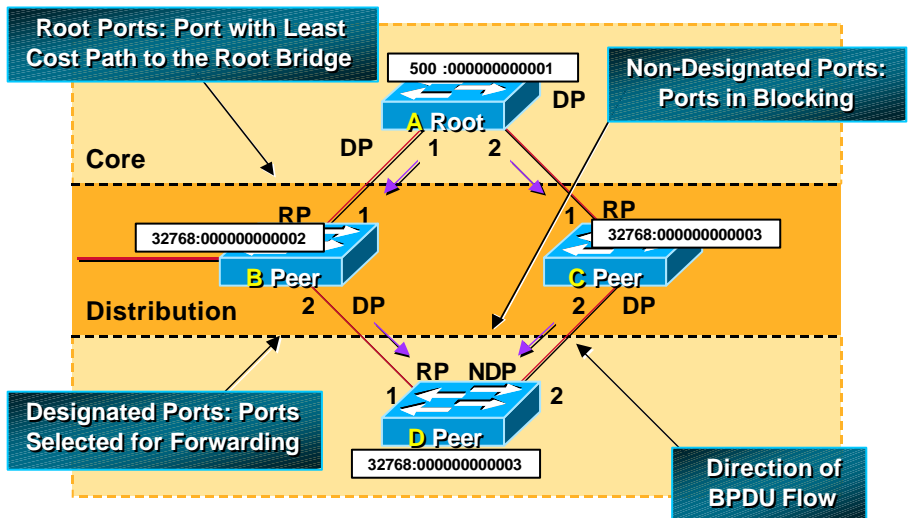 Root Ports: Port with Least
Cost Path to the Root Bridge
500 :000000000001
Non-Designated Ports:
Ports in Blocking
DP
A Root
DP
1
2
Core
RP
1
1
RP
32768:000000000002
32768:000000000003
B Peer
C Peer
2
DP
2
DP
Distribution
RP
NDP
1
2
Designated Ports: Ports
Selected for Forwarding
D Peer
32768:000000000003
Direction of
BPDU Flow